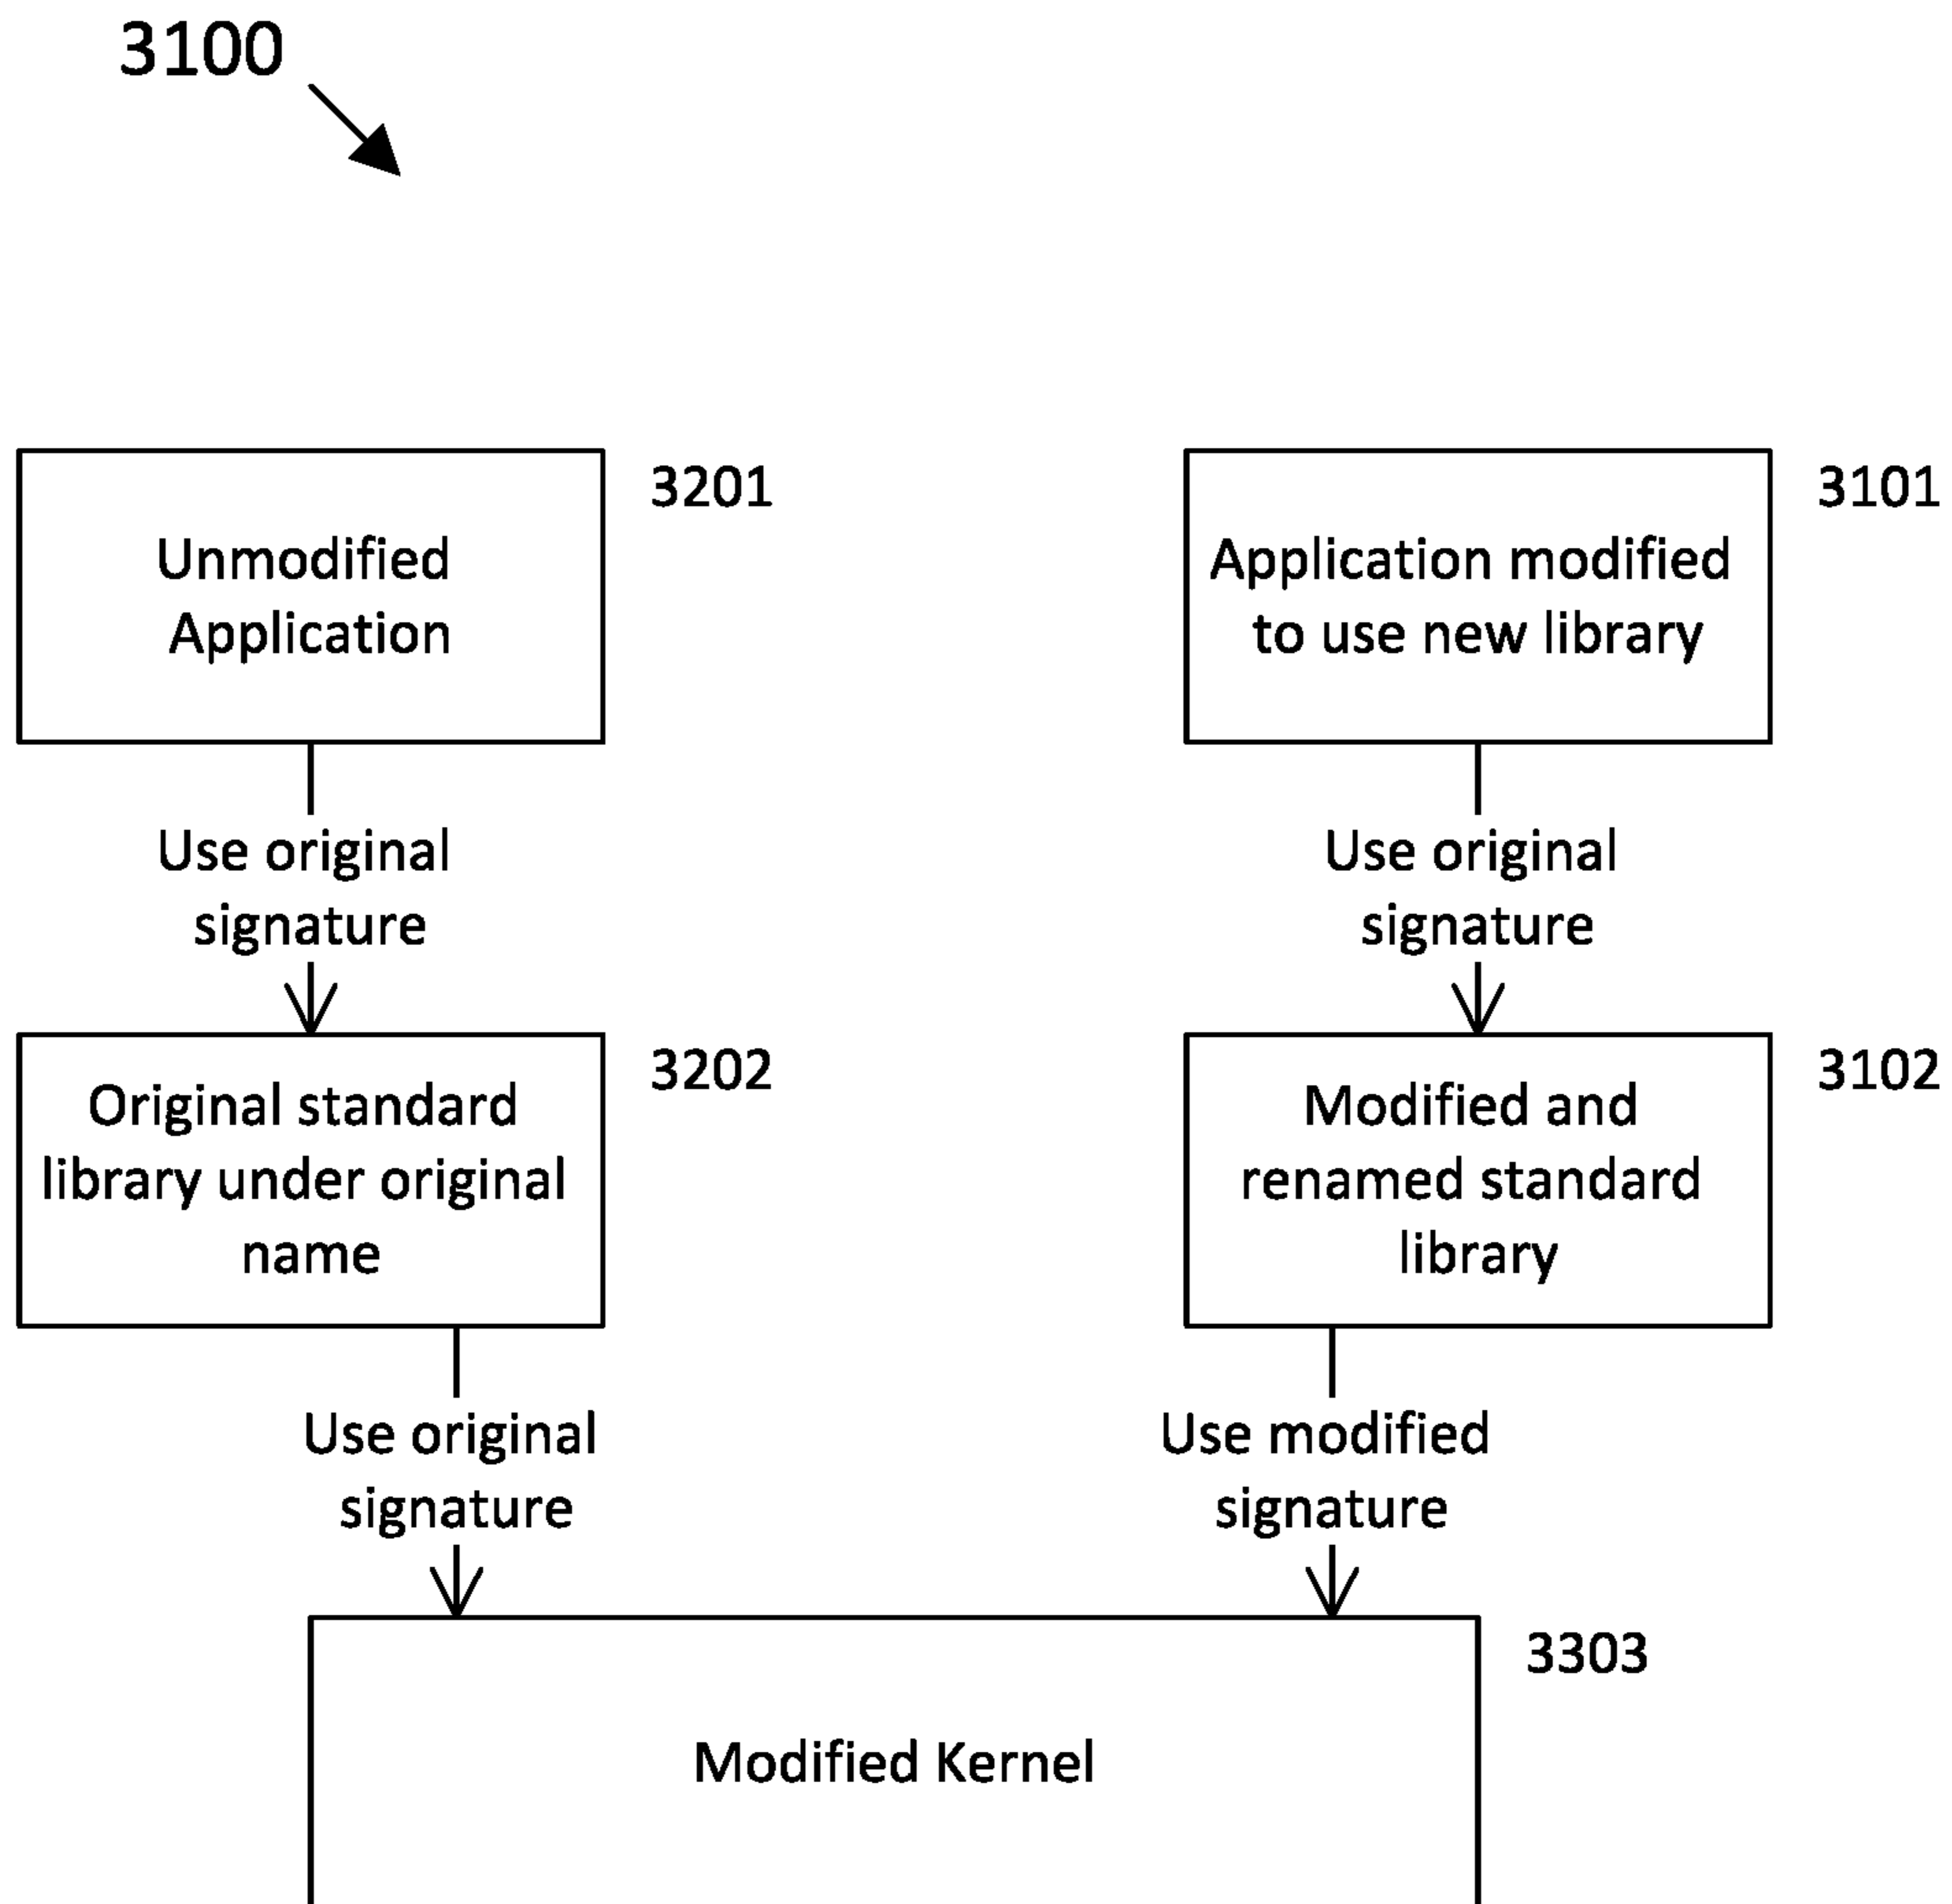 3100
Unmodified
Application
3201
Application modified
to use new library
3101
Use original
signature
Use original
signature
Original standard
library under original
name
3202
Modified and
renamed standard
library
3102
Use original
signature
Use modified
signature
Modified Kernel
3303